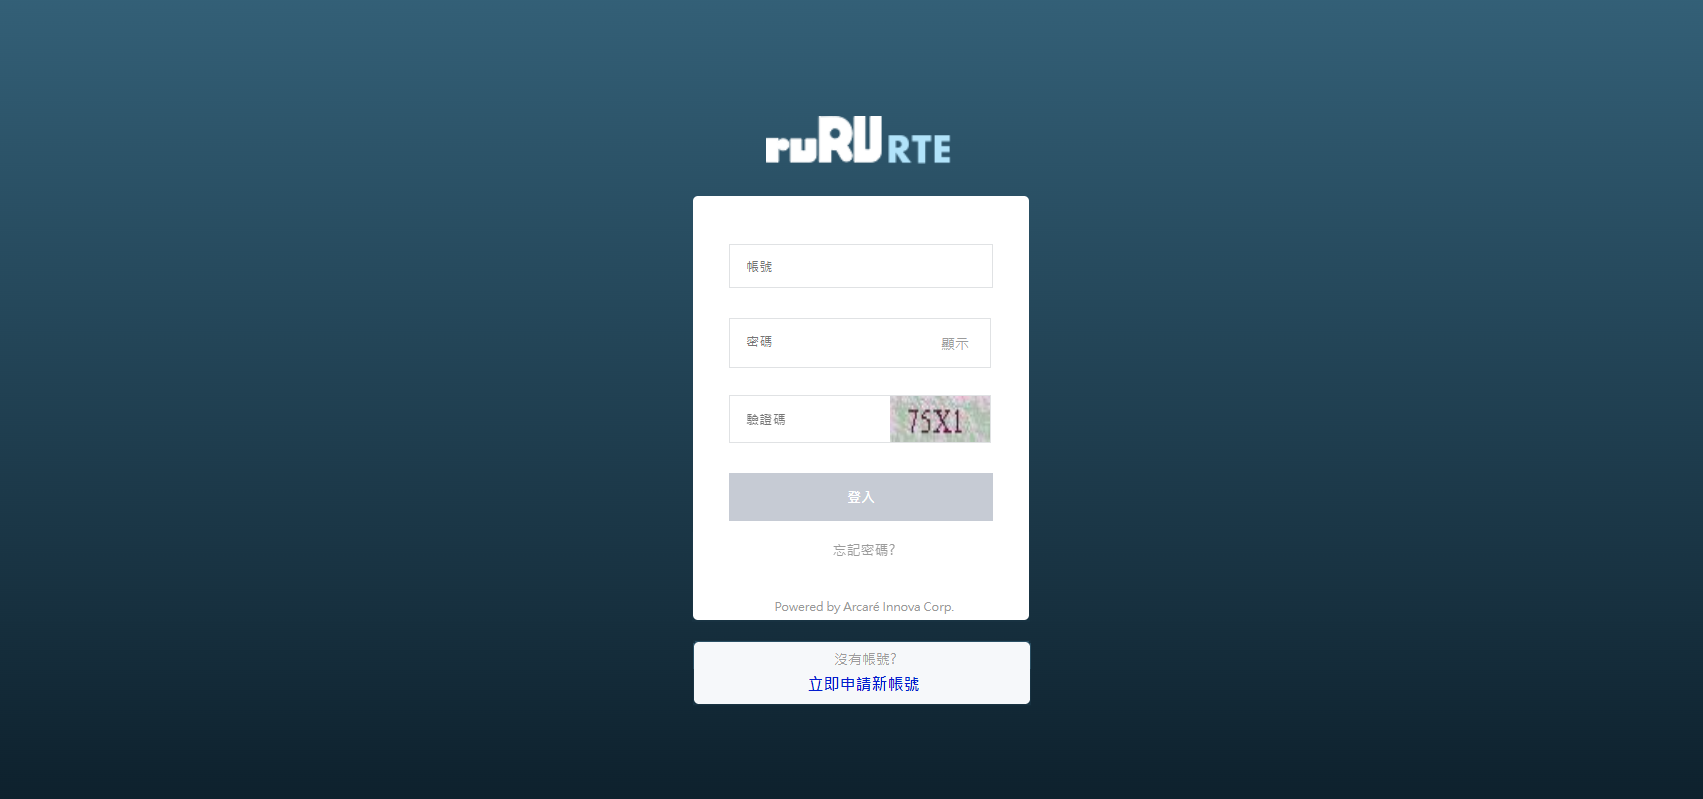 ruRU RTE
帳號
密碼
顯示
驗證碼
75X1
登入
忘記密碼?
Powered by Arcaré Innova Corp.
沒有帳號?
立即申請新帳號